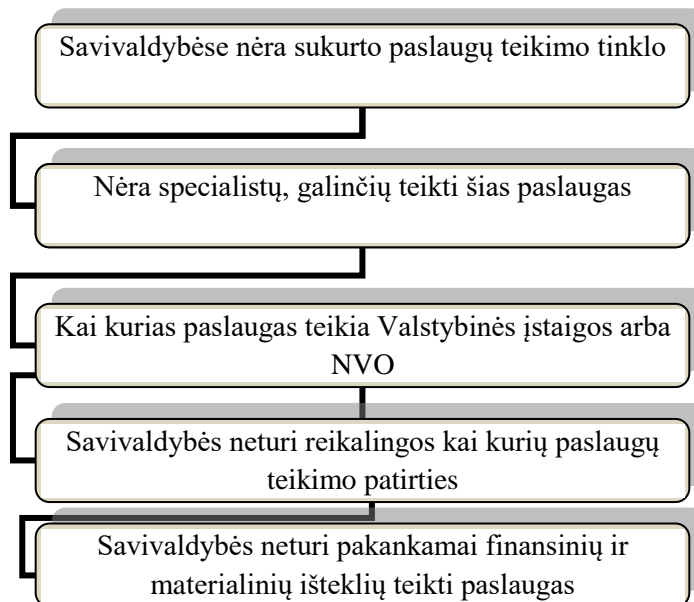 Savivaldybėse nėra sukurto paslaugų teikimo tinklo
Nėra specialistų, galinčių teikti šias paslaugas
Kai kurias paslaugas teikia Valstybinės įstaigos arba
NVO
Savivaldybės neturi reikalingos kai kurių paslaugų
teikimo patirties
Savivaldybės neturi pakankamai finansinių ir
materialinių išteklių teikti paslaugas